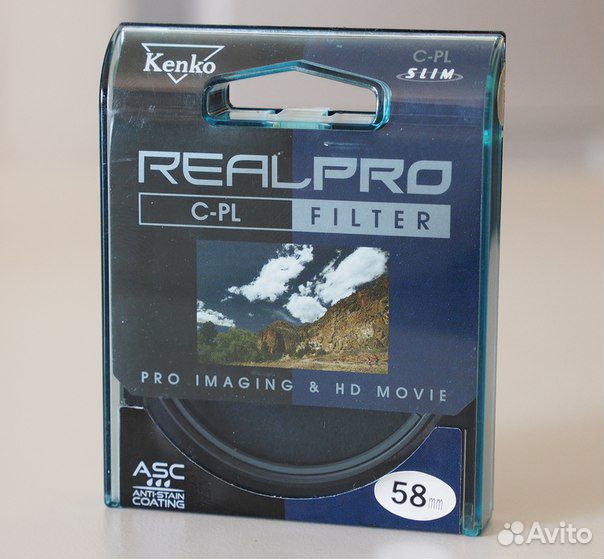 Kenko
C-PL
SLIM
REALPRO
C-PL FILTER
PRO IMAGING & HD MOVIE
ASC
ANTI-STAIN
COATING
58mm
Avito